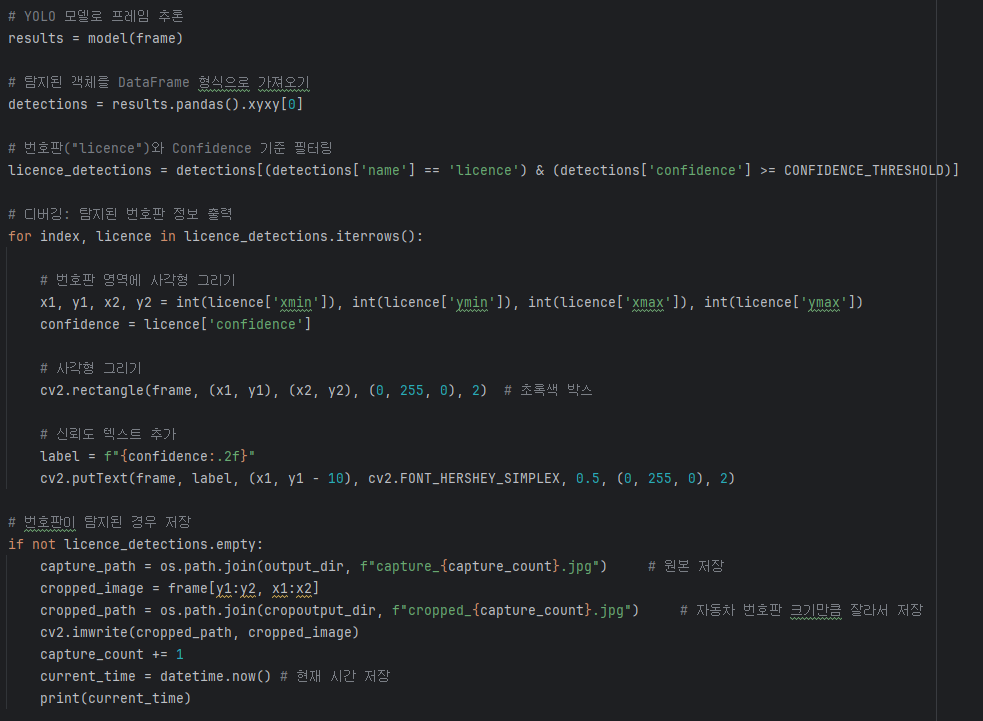 # YOLO 모델로 프레임 추론
results = model(frame)
# 탐지된 객체를 DataFrame 형식으로 가져오기
detections = results.pandas().xyxy[0]
# 번호판("licence")와 Confidence 기준 필터링
licence_detections = detections[(detections['name'] == 'licence') & (detections['confidence'] >= CONFIDENCE_THRESHOLD)]
# 디버깅: 탐지된 번호판 정보 출력
for index, licence in licence_detections.iterrows():
# 번호판 영역에 사각형 그리기
x1, y1, x2, y2 = int(licence['xmin']), int(licence['ymin']), int(licence['xmax']), int(licence['ymax'])
confidence = licence['confidence']
# 사각형 그리기
cv2.rectangle(frame, (x1, y1), (x2, y2), (0, 255, 0), 2)  # 초록색 박스
# 신뢰도 텍스트 추가
label = f"{confidence:.2f}"
cv2.putText(frame, label, (x1, y1 - 10), cv2.FONT_HERSHEY_SIMPLEX, 0.5, (0, 255, 0), 2)
# 번호판이 탐지된 경우 저장
if not licence_detections.empty:
capture_path = os.path.join(output_dir, f"capture_{capture_count}.jpg")     # 원본 저장
cropped_image = frame[y1:y2, x1:x2]
cropped_path = os.path.join(cropoutput_dir, f"cropped_{capture_count}.jpg")     # 자동차 번호판 크기만큼 잘라서 저장
cv2.imwrite(cropped_path, cropped_image)
capture_count += 1
current_time = datetime.now() # 현재 시간 저장
print(current_time)